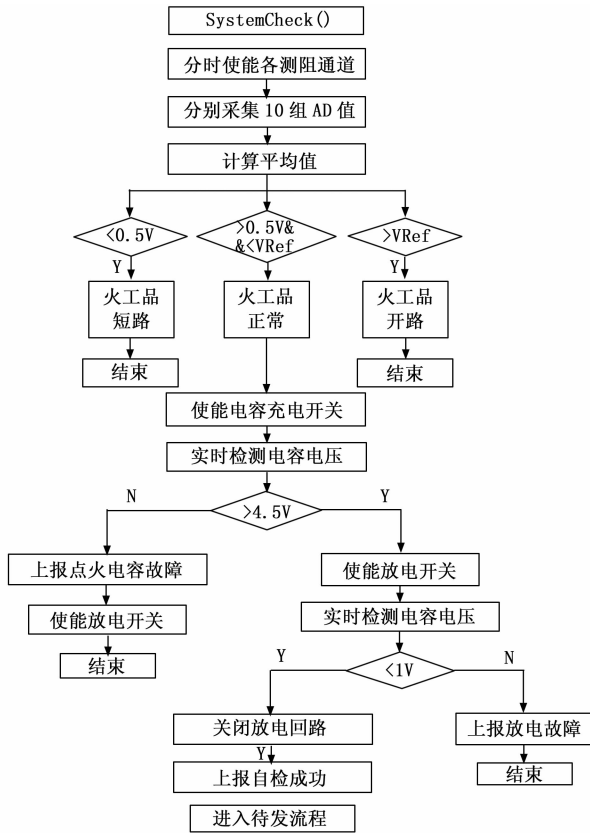 SystemCheck()
分时使能各测阻通道
分别采集10组AD值
计算平均值
<0.5V
>0.5V&
&<VRef
>VRef
Y
Y
火工品
短路
火工品
正常
火工品
开路
结束
结束
使能电容充电开关
实时检测电容电压
N
Y
>4.5V
上报点火电容故障
使能放电开关
使能放电开关
实时检测电容电压
结束
Y
N
<1V
关闭放电回路
上报放电故障
Y
上报自检成功
结束
进入待发流程